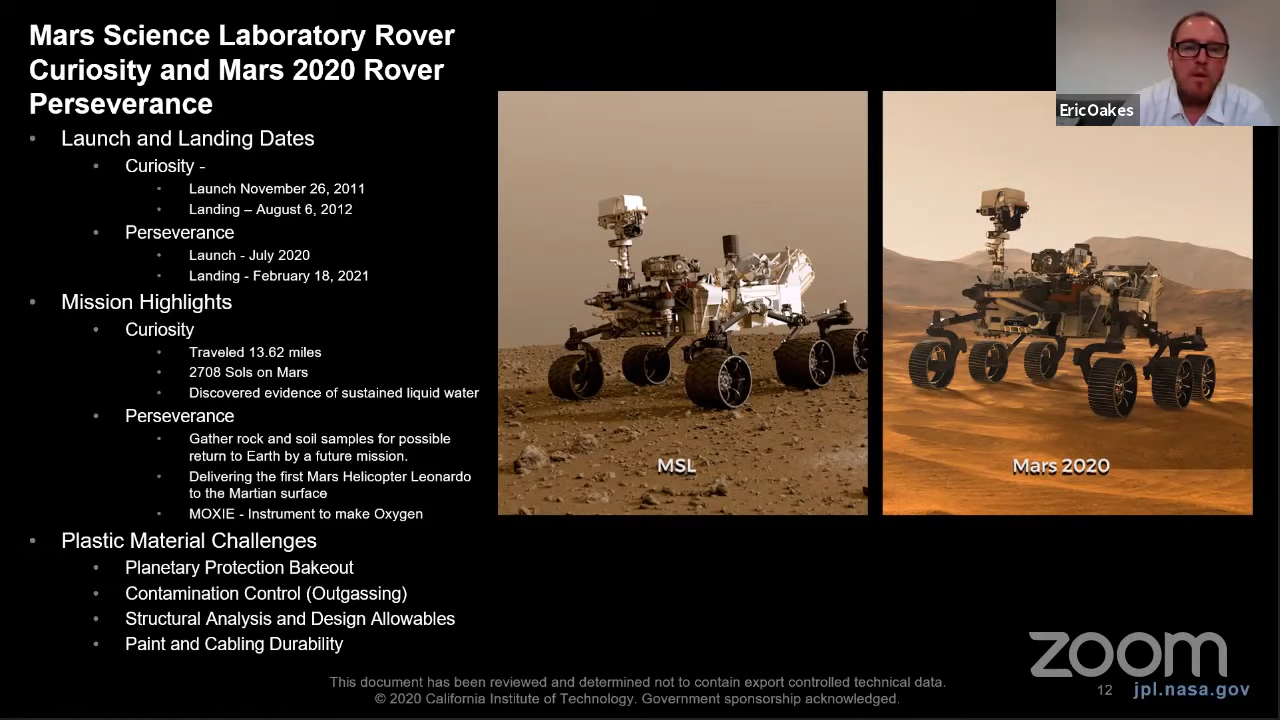 Mars Science Laboratory Rover
Curiosity and Mars 2020 Rover
Perseverance
• Launch and Landing Dates
• Curiosity -
• Launch November 26, 2011
• Landing – August 6, 2012
• Perseverance
• Launch - July 2020
• Landing - February 18, 2021
• Mission Highlights
• Curiosity
• Traveled 13.62 miles
• 2708 Sols on Mars
• Discovered evidence of sustained liquid water
• Perseverance
• Gather rock and soil samples for possible
return to Earth by a future mission.
• Delivering the first Mars Helicopter Leonardo
to the Martian surface
• MOXIE - Instrument to make Oxygen
• Plastic Material Challenges
• Planetary Protection Bakeout
• Contamination Control (Outgassing)
• Structural Analysis and Design Allowables
• Paint and Cabling Durability
MSL
Mars 2020
Eric Oakes
This document has been reviewed and determined not to contain export controlled technical data.
© 2020 California Institute of Technology. Government sponsorship acknowledged.
zoom
12 jpl.nasa.gov